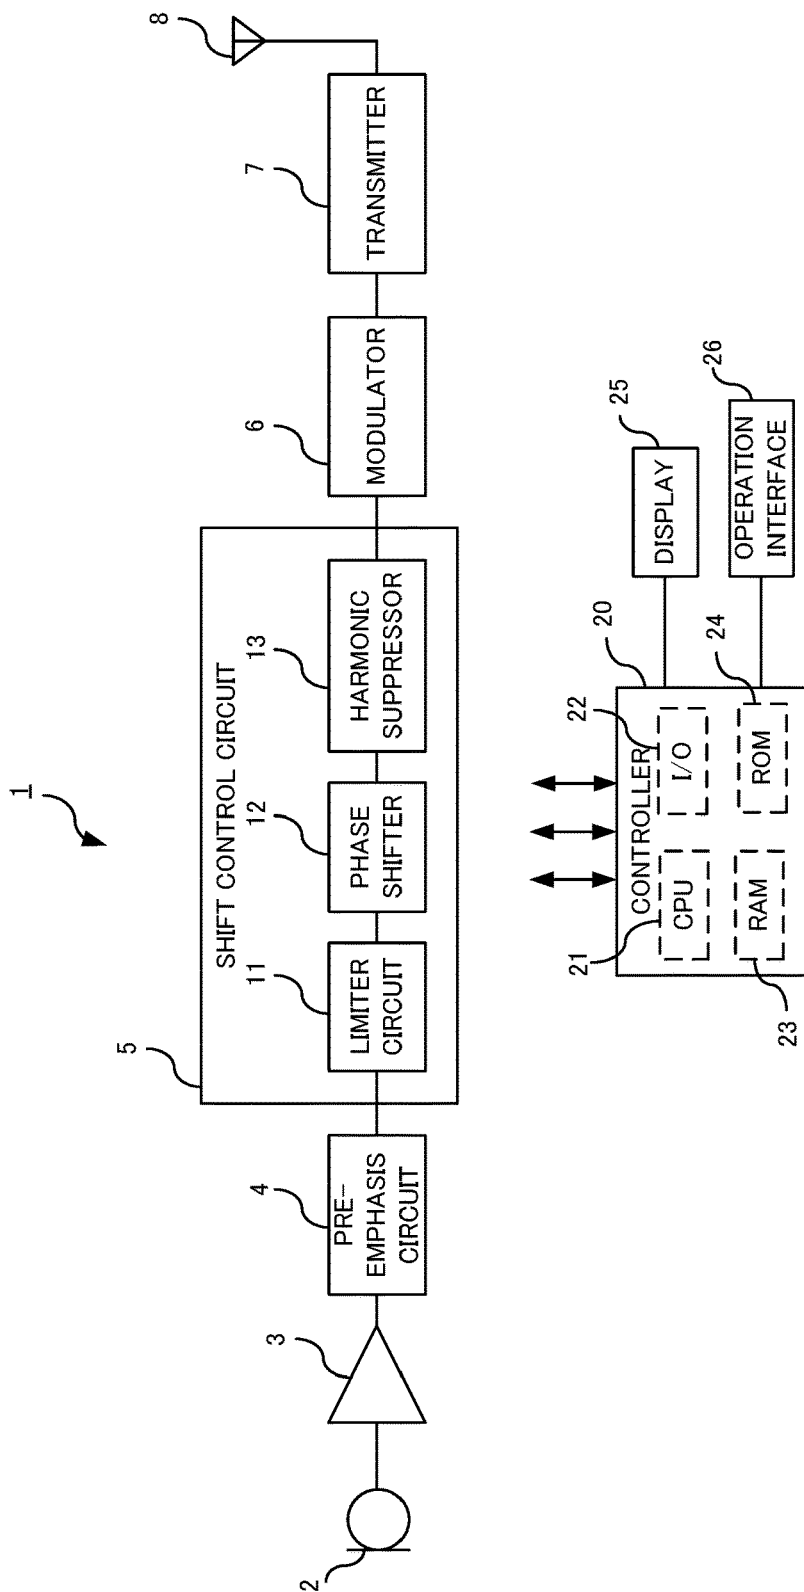 1
2
3
4
PRE-
EMPHASIS
CIRCUIT
5
SHIFT CONTROL CIRCUIT
11
LIMITER
CIRCUIT
12
PHASE
SHIFTER
13
HARMONIC
SUPPRESSOR
6
MODULATOR
7
TRANSMITTER
8
20
CONTROLLER
21
CPU
22
I/O
23
RAM
24
ROM
25
DISPLAY
26
OPERATION
INTERFACE